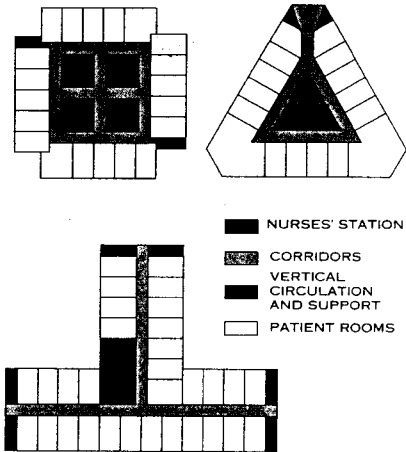 NURSES' STATION
CORRIDORS
VERTICAL
CIRCULATION
AND SUPPORT
PATIENT ROOMS